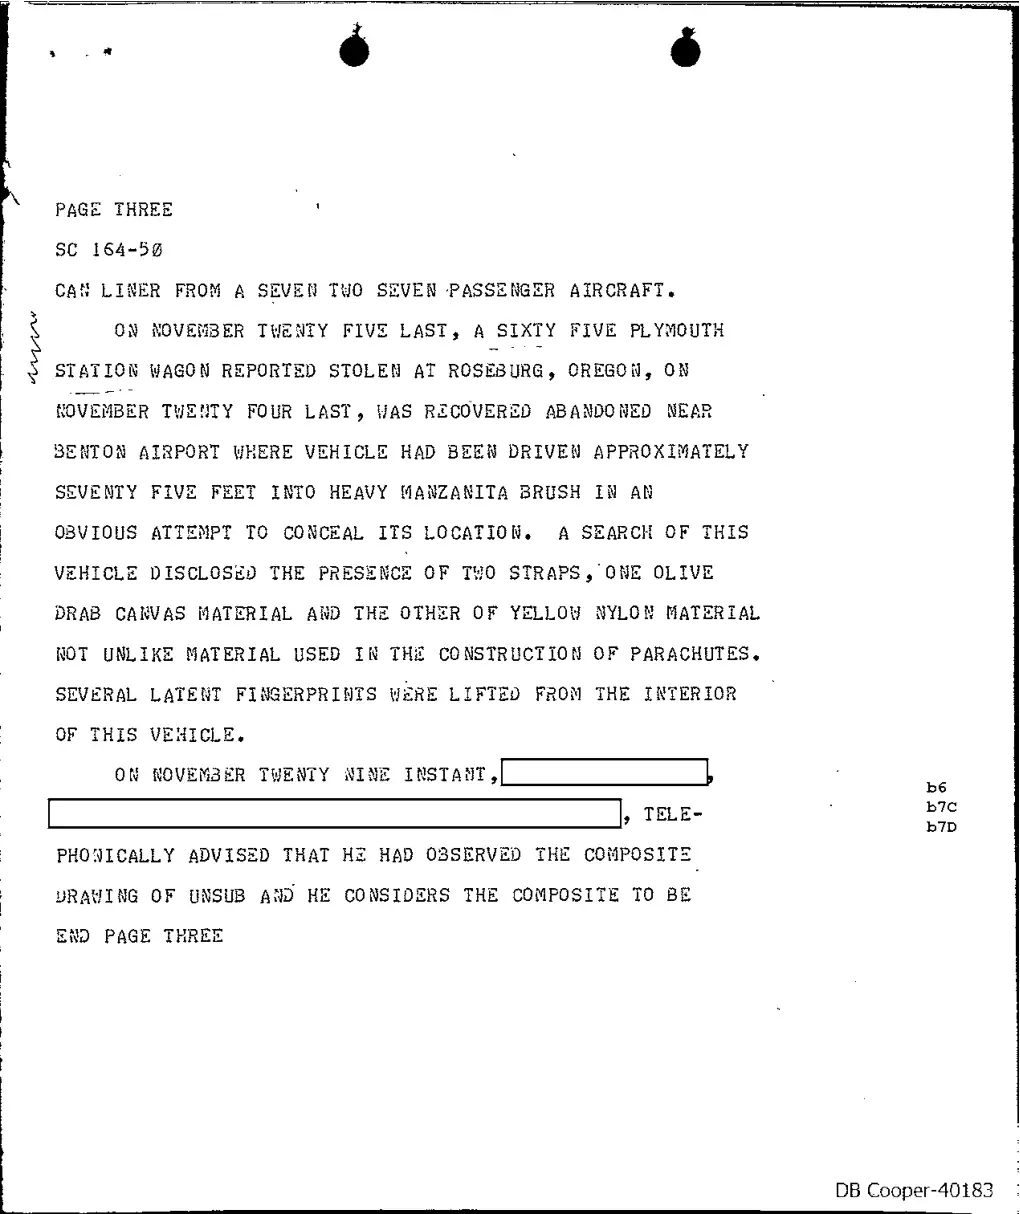 PAGE THREE
SC 164-50
CAN LINER FROM A SEVEN TWO SEVEN PASSENGER AIRCRAFT.
ON NOVEMBER TWENTY FIVE LAST, A SIXTY FIVE PLYMOUTH
STATION WAGON REPORTED STOLEN AT ROSEBURG, OREGON, ON
NOVEMBER TWENTY FOUR LAST, WAS RECOVERED ABANDONED NEAR
BENTON AIRPORT WHERE VEHICLE HAD BEEN DRIVEN APPROXIMATELY
SEVENTY FIVE FEET INTO HEAVY MANZANITA BRUSH IN AN
OBVIOUS ATTEMPT TO CONCEAL ITS LOCATION. A SEARCH OF THIS
VEHICLE DISCLOSED THE PRESENCE OF TWO STRAPS, ONE OLIVE
DRAB CANVAS MATERIAL AND THE OTHER OF YELLOW NYLON MATERIAL
NOT UNLIKE MATERIAL USED IN THE CONSTRUCTION OF PARACHUTES.
SEVERAL LATENT FINGERPRINTS WERE LIFTED FROM THE INTERIOR
OF THIS VEHICLE.
ON NOVEMBER TWENTY NINE INSTANT, ,
, TELE-
PHONICALLY ADVISED THAT HE HAD OBSERVED THE COMPOSITE
DRAWING OF UNSUB AND HE CONSIDERS THE COMPOSITE TO BE
END PAGE THREE
b6
b7C
b7D
DB Cooper-40183